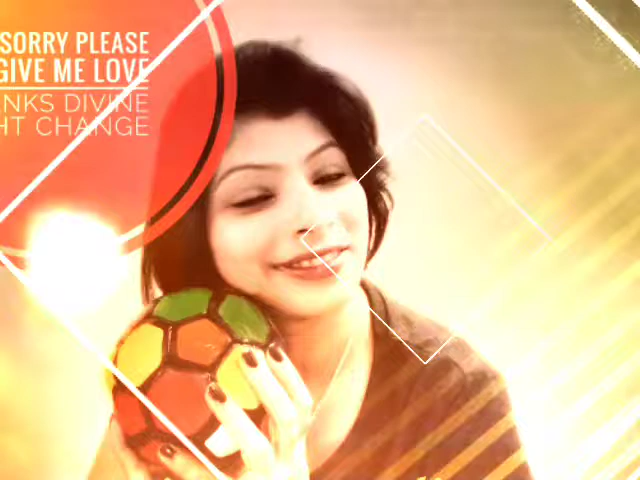 SORRY PLEASE
GIVE ME LOVE
NKS DIVINE
HT CHANGE